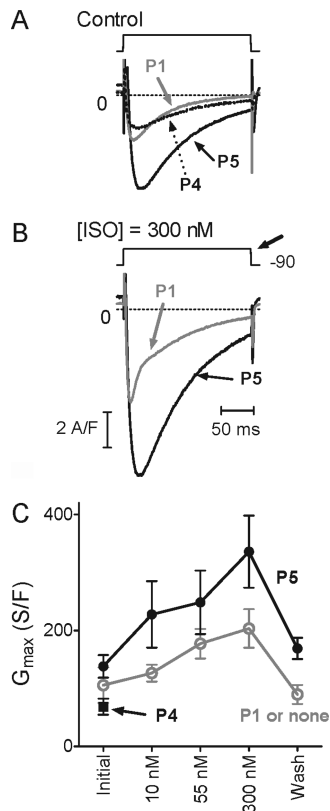 A Control
P1
0
P5
P4
B [ISO] = 300 nM
-90
P1
0
P5
2 A/F
50 ms
C
400
P5
Gmax (S/F)
200
P4
P1 or none
0
Initial
10 nM
55 nM
300 nM
Wash